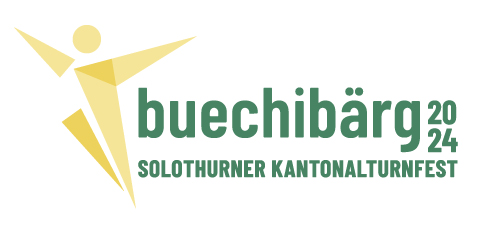 buechibärg 2024
SOLOTHURNER KANTONALTURNFEST